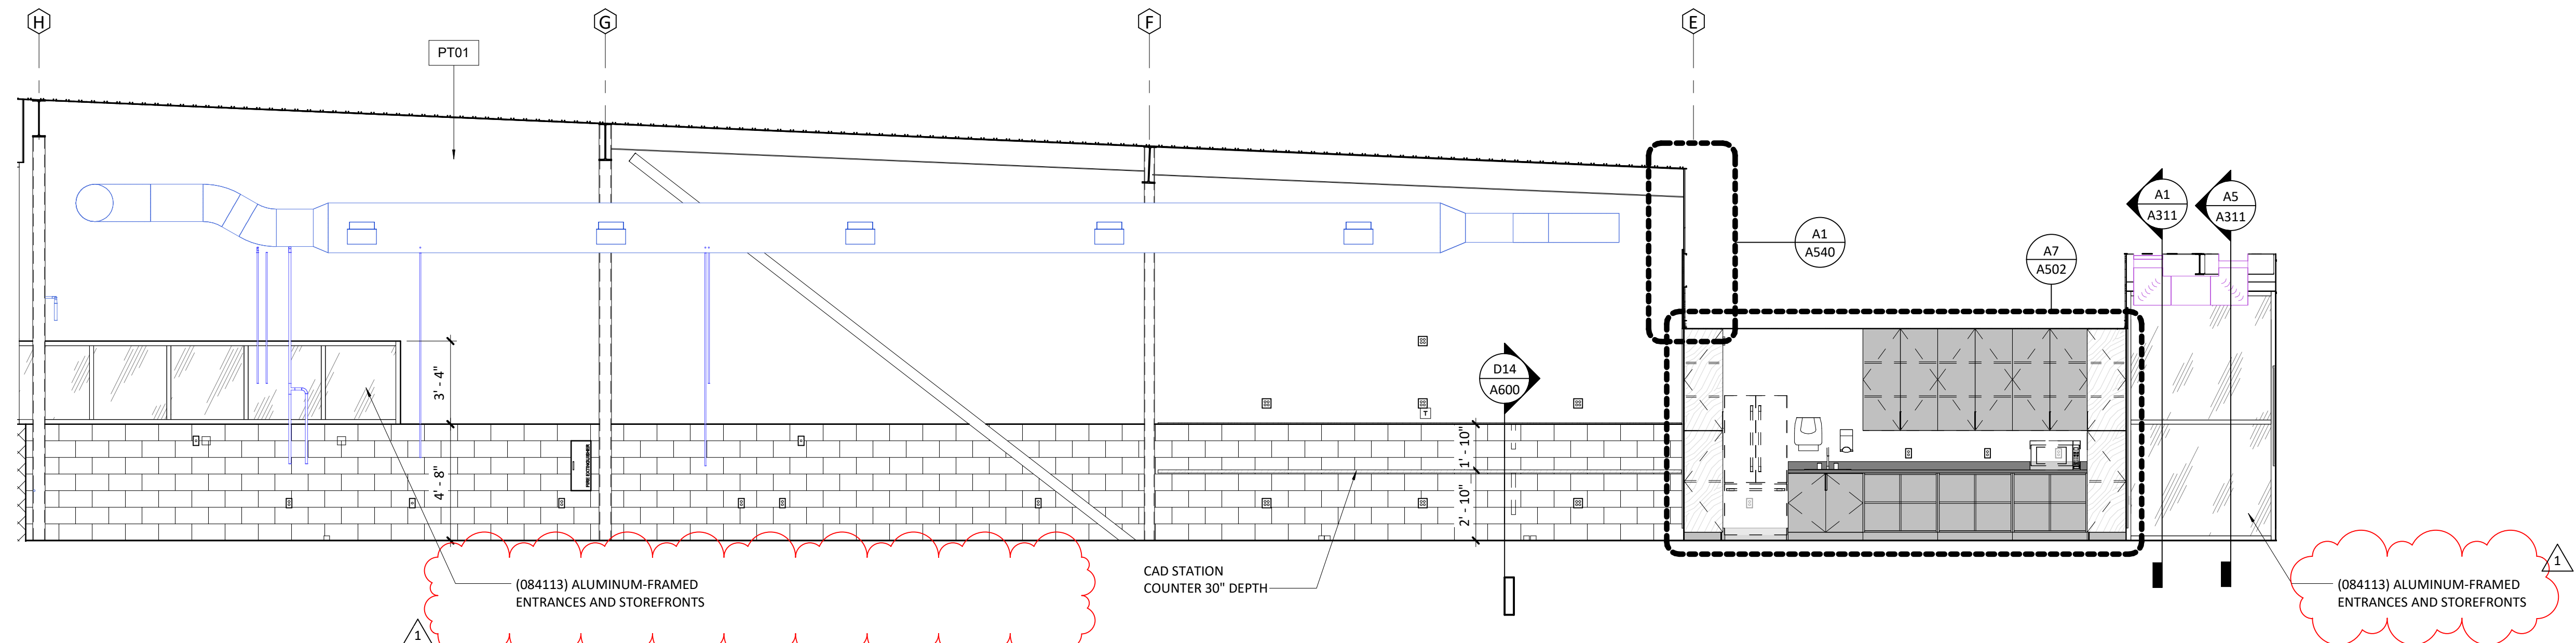 H
G
F
E
PT01
A1
A311
A5
A311
A1
A540
A7
A502
3' - 4"
D14
A600
T
4' - 8"
FIRE EXTINGUISHER
1' - 10"
2' - 10"
(084113) ALUMINUM-FRAMED
ENTRANCES AND STOREFRONTS
1
CAD STATION
COUNTER 30" DEPTH
(084113) ALUMINUM-FRAMED
ENTRANCES AND STOREFRONTS
1